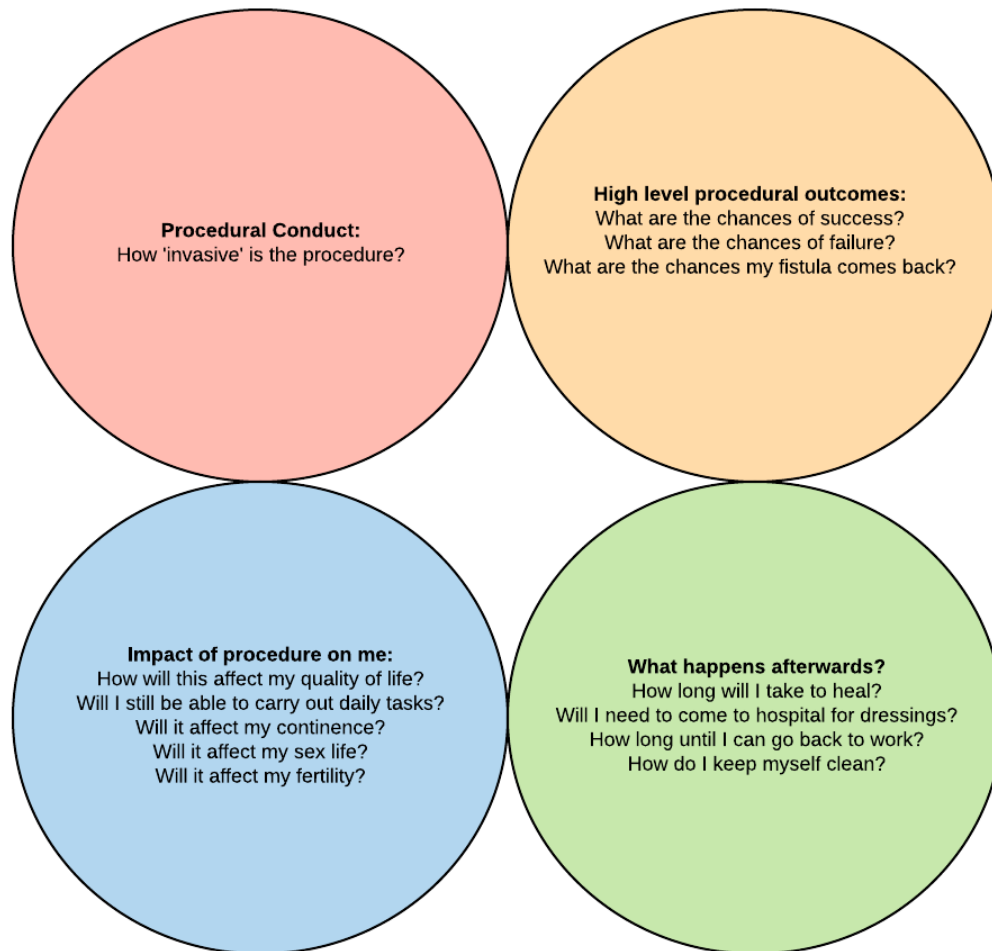 Procedural Conduct:
How 'invasive' is the procedure?
High level procedural outcomes:
What are the chances of success?
What are the chances of failure?
What are the chances my fistula comes back?
Impact of procedure on me:
How will this affect my quality of life?
Will I still be able to carry out daily tasks?
Will it affect my continence?
Will it affect my sex life?
Will it affect my fertility?
What happens afterwards?
How long will I take to heal?
Will I need to come to hospital for dressings?
How long until I can go back to work?
How do I keep myself clean?